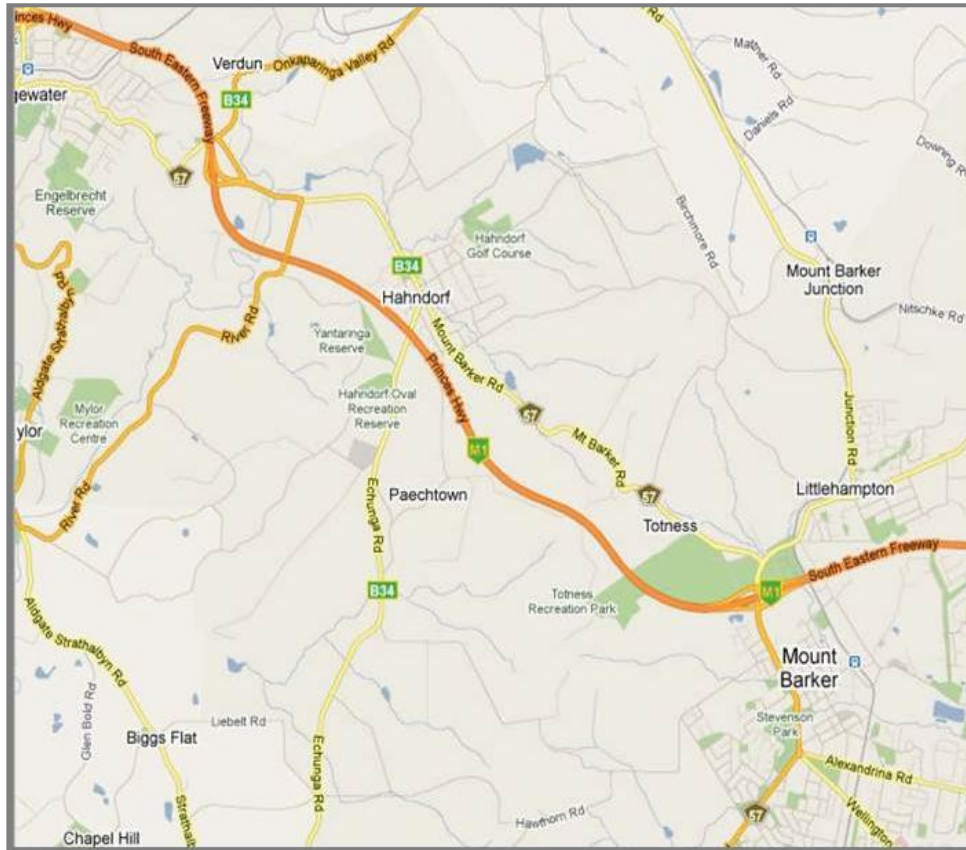 inces Hwy
South Eastern Freeway
Verdun
Onkaparinga Valley Rd
B34
gewater
57
Engelbrecht
Reserve
Mather Rd
Daniels Rd
Downing R
Birchmore Rd
Hahndorf
Golf Course
B34
Hahndorf
Mount Barker
Junction
Nitschke Rd
Aldgate Strathalbyn Rd
River Rd
Yantaringa
Reserve
Mount Barker Rd
Princes Hwy
Hahndorf Oval
Recreation
Reserve
Mylor
Recreation
Centre
ylor
57
Junction Rd
M1
Mt Barker Rd
River Rd
Echunga Rd
Paechtown
57
Littlehampton
Totness
South Eastern Freeway
B34
Totness
Recreation Park
M1
Aldgate Strathalbyn Rd
Mount
Barker
Glen Bold Rd
Liebelt Rd
Biggs Flat
Echunga Rd
Stevenson
Park
Alexandrina Rd
Strathalb
Wellington
Hawthorn Rd
57
Chapel Hill